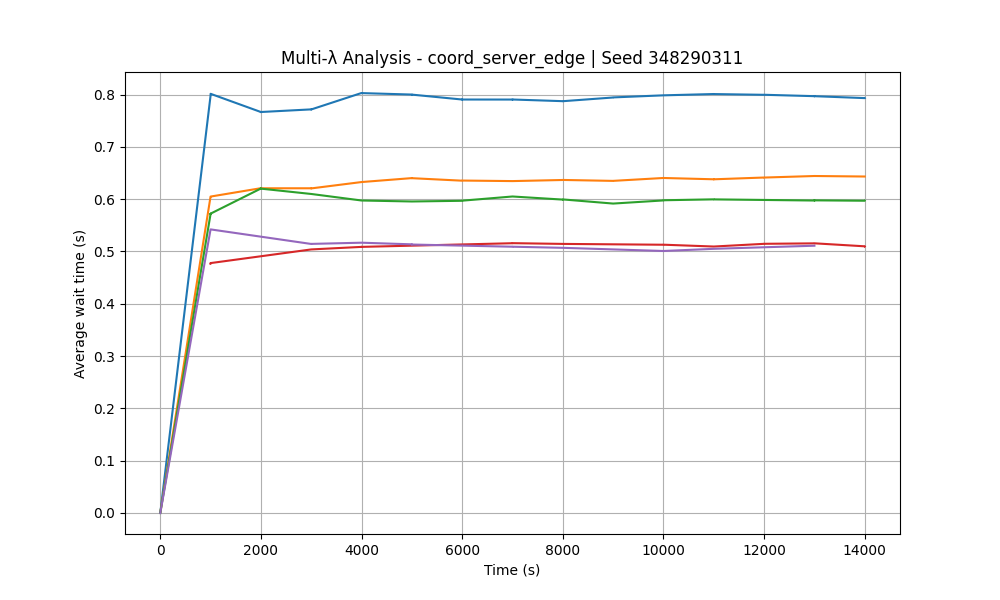 Multi-λ Analysis - coord_server_edge | Seed 348290311
Average wait time (s)
0.8
0.7
0.6
0.5
0.4
0.3
0.2
0.1
0.0
0 2000 4000 6000 8000 10000 12000 14000
Time (s)